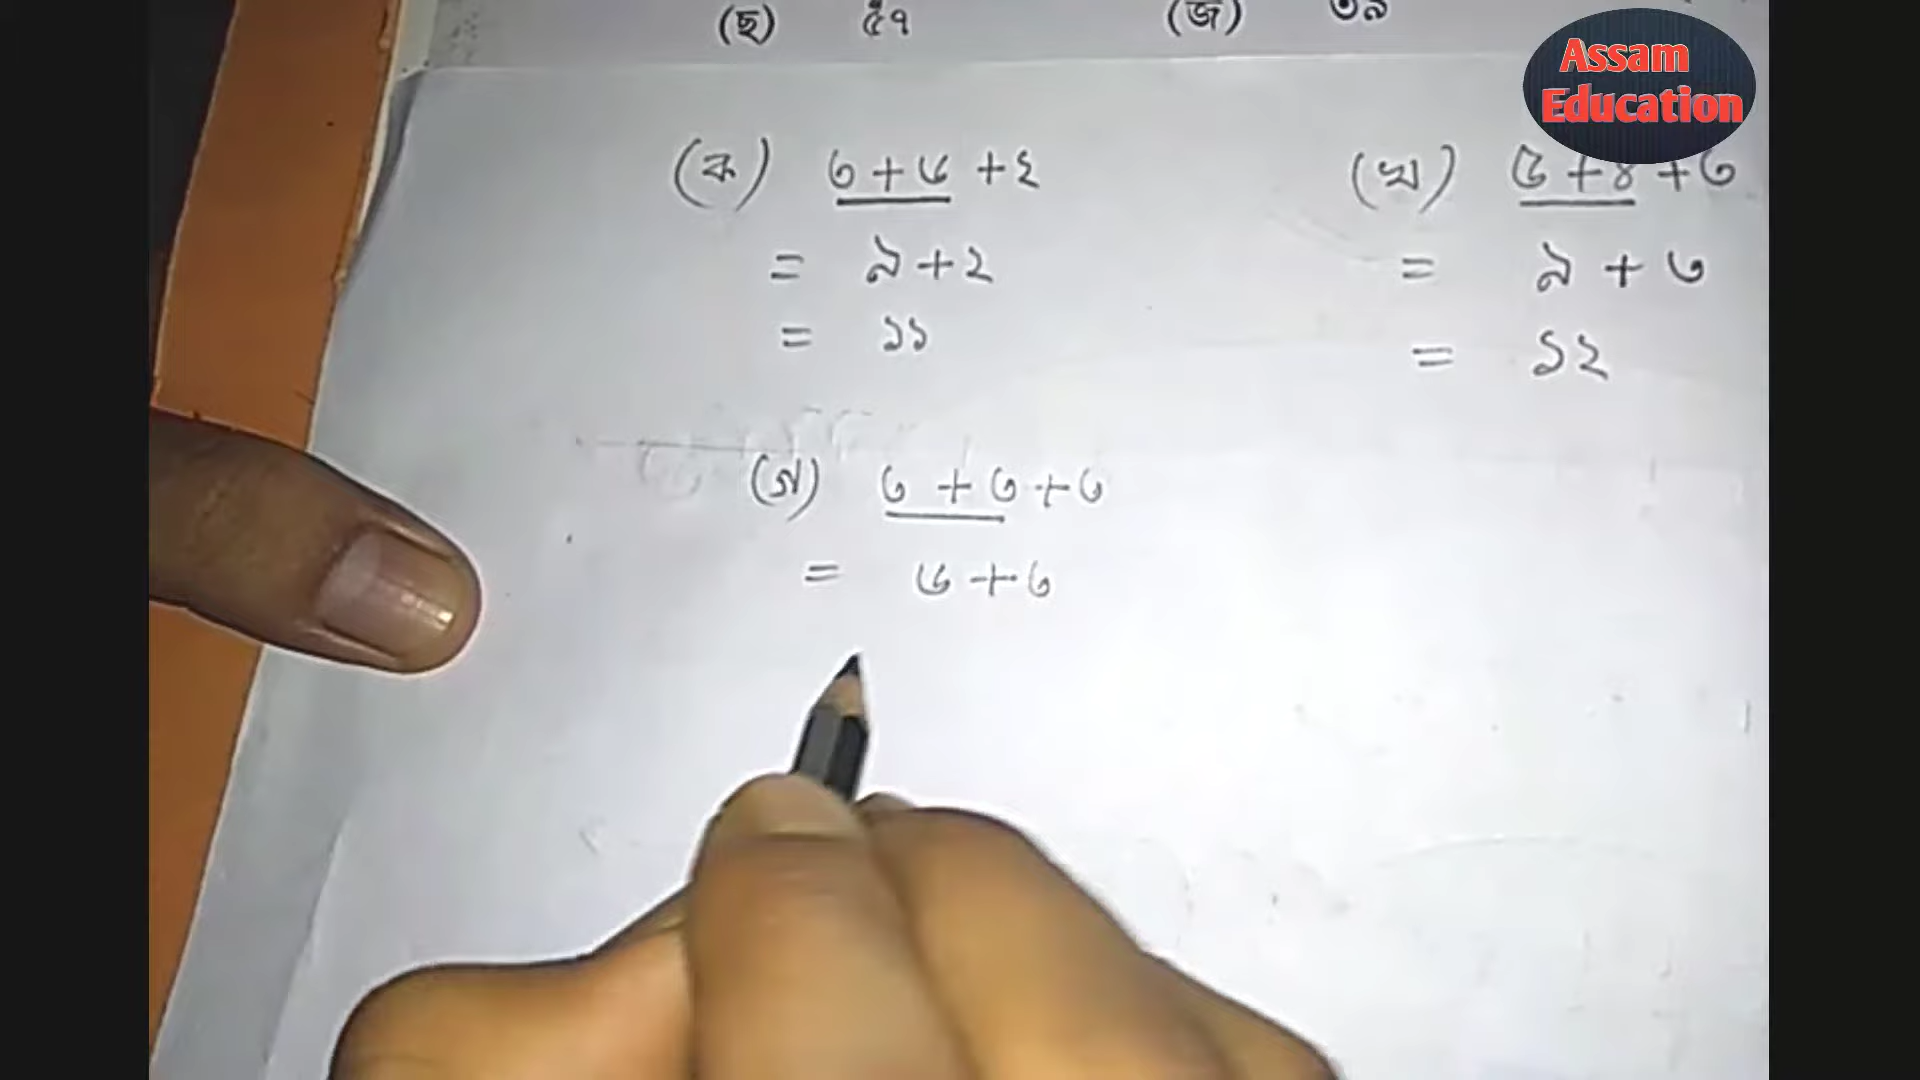 (ছ) ৫৭ (জ) ৩৯
Assam
Education
(ক) ৩+৬+২
= ৯+২
= ১১
(খ) ৫+৪+৩
= ৯+৩
= ১২
(গ) ৩+৩+৩
= ৬+৩